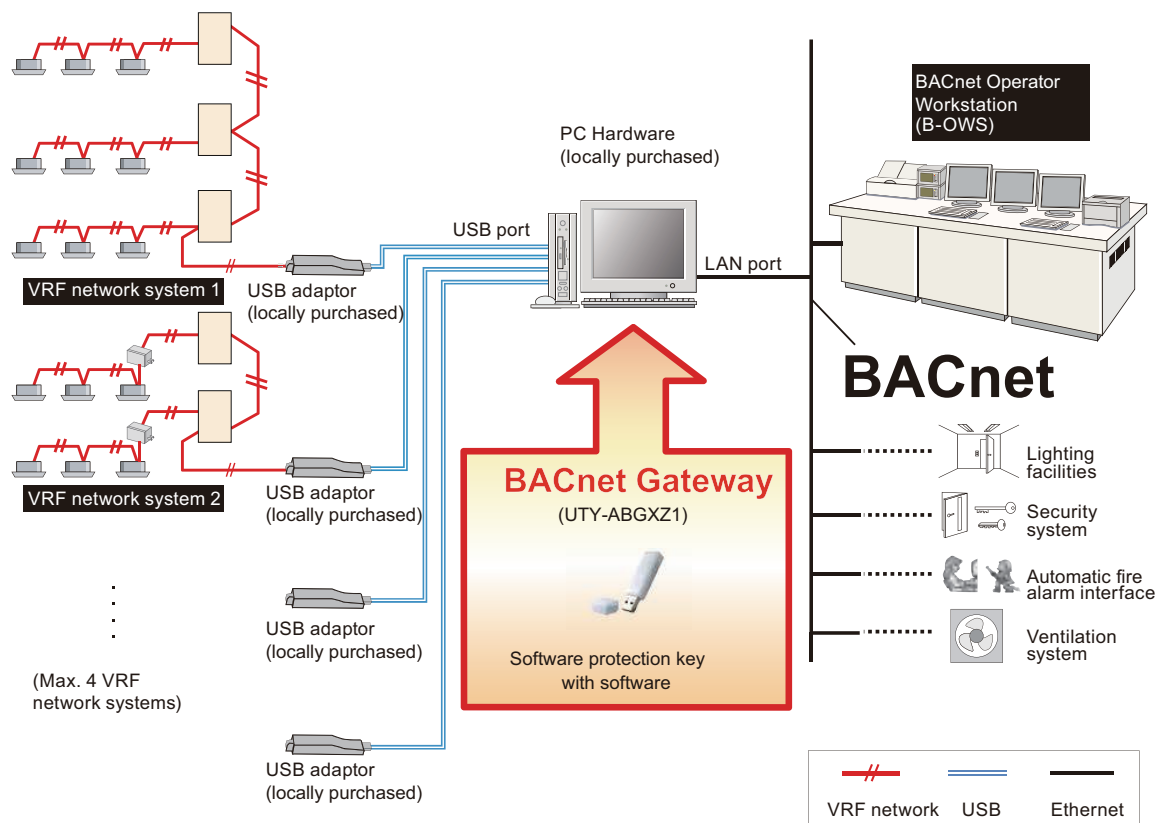 BACnet Operator
Workstation
(B-OWS)
PC Hardware
(locally purchased)
USB port
LAN port
VRF network system 1
USB adaptor
(locally purchased)
BACnet
VRF network system 2
USB adaptor
(locally purchased)
BACnet Gateway
(UTY-ABGXZ1)
Software protection key
with software
Lighting
facilities
Security
system
Automatic fire
alarm interface
Ventilation
system
USB adaptor
(locally purchased)
(Max. 4 VRF
network systems)
USB adaptor
(locally purchased)
VRF network
USB
Ethernet